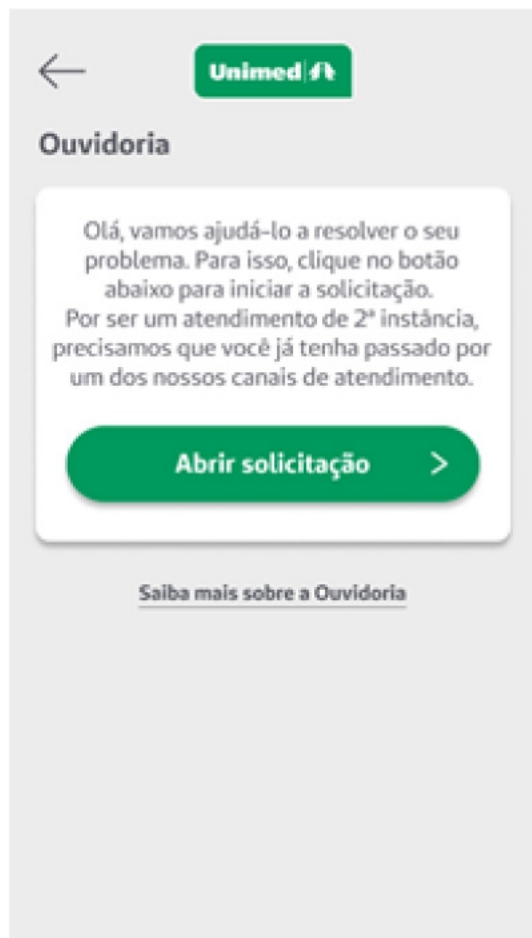 Unimed
Ouvidoria
Olá, vamos ajudá-lo a resolver o seu
problema. Para isso, clique no botão
abaixo para iniciar a solicitação.
Por ser um atendimento de 2ª instância,
precisamos que você já tenha passado por
um dos nossos canais de atendimento.
Abrir solicitação
Saiba mais sobre a Ouvidoria